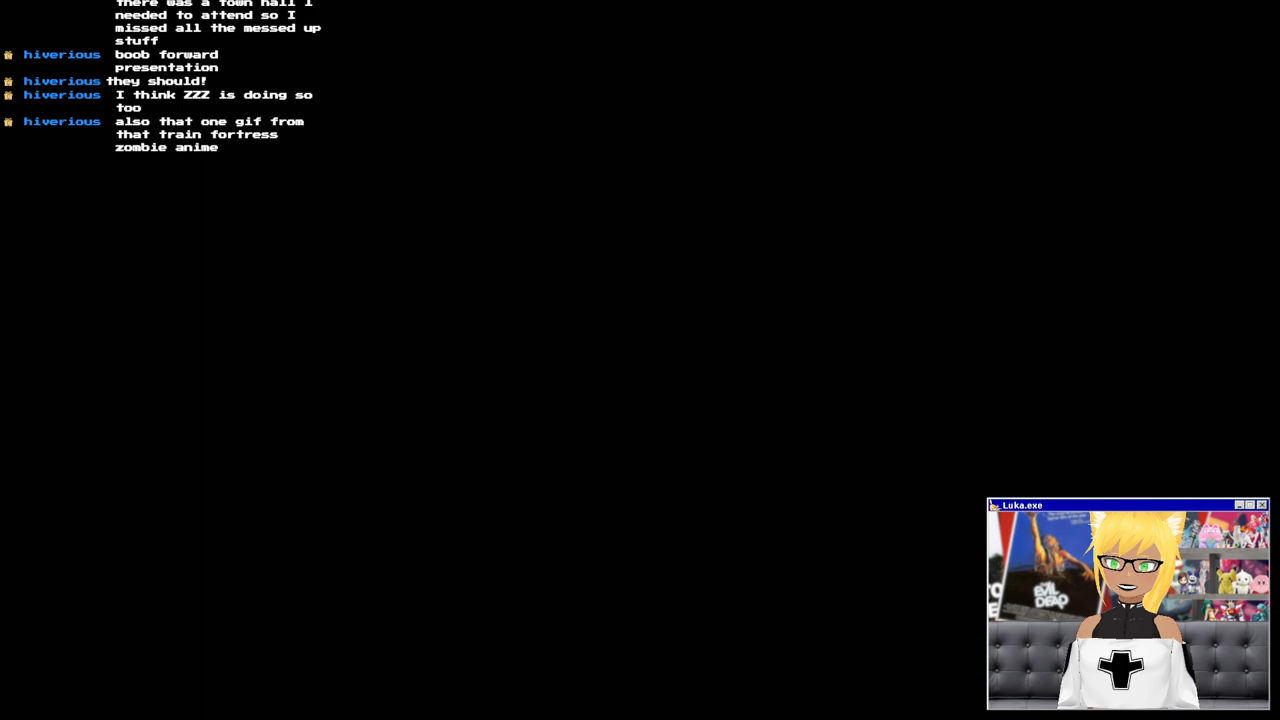 there was a town hall I
needed to attend so I
missed all the messed up
stuff
hiverious boob forward
presentation
hiverious they should!
hiverious I think ZZZ is doing so
too
hiverious also that one gif from
that train fortress
zombie anime
Luka.exe
EVIL
DEAD